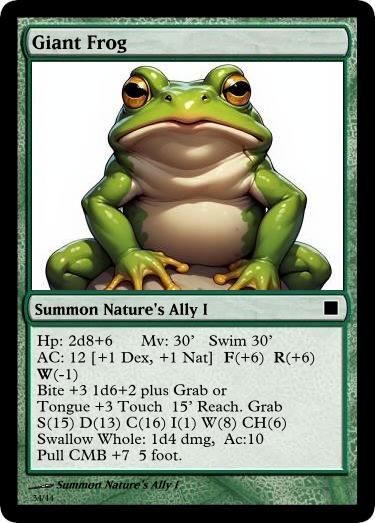 Giant Frog
Summon Nature's Ally I
Hp: 2d8+6 Mv: 30' Swim 30'
AC: 12 [+1 Dex, +1 Nat] F(+6) R(+6)
W(-1)
Bite +3 1d6+2 plus Grab or
Tongue +3 Touch 15' Reach. Grab
S(15) D(13) C(16) I(1) W(8) CH(6)
Swallow Whole: 1d4 dmg, Ac:10
Pull CMB +7 5 foot.
Summon Nature's Ally I
34/44